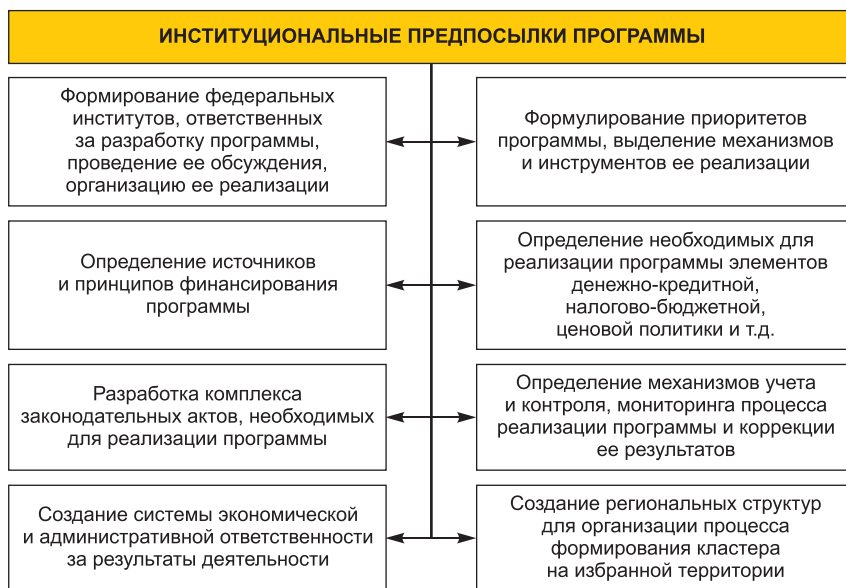 ИНСТИТУЦИОНАЛЬНЫЕ ПРЕДПОСЫЛКИ ПРОГРАММЫ
Формирование федеральных
институтов, ответственных
за разработку программы,
проведение ее обсуждения,
организацию ее реализации
Формулирование приоритетов
программы, выделение механизмов
и инструментов ее реализации
Определение источников
и принципов финансирования
программы
Определение необходимых для
реализации программы элементов
денежно-кредитной,
налогово-бюджетной,
ценовой политики и т.д.
Разработка комплекса
законодательных актов, необходимых
для реализации программы
Определение механизмов учета
и контроля, мониторинга процесса
реализации программы и коррекции
ее результатов
Создание системы экономической
и административной ответственности
за результаты деятельности
Создание региональных структур
для организации процесса
формирования кластера
на избранной территории